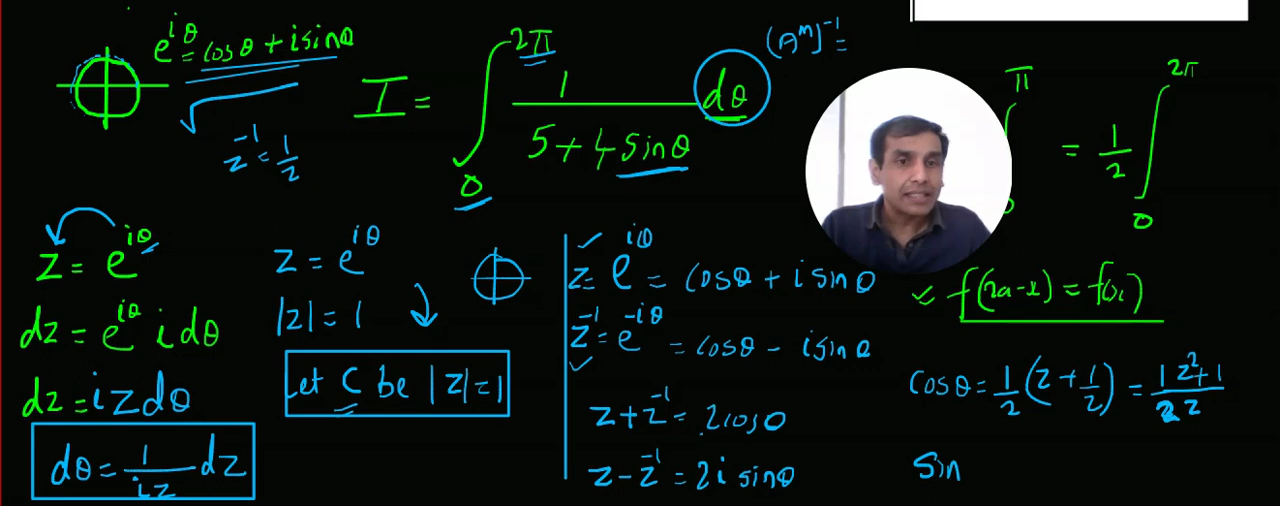 e^{iθ} = cosθ + i sinθ
z^{-1} = 1/z
I = ∫_0^{2π} 1/(5 + 4 sinθ) dθ
(A^m)^{-1} =
π
= 1/2 ∫_0^{2π}
f(2a-x) = f(x)
z = e^{iθ}
dz = e^{iθ} i dθ
dz = iz dθ
dθ = 1/(iz) dz
z = e^{iθ}
|z| = 1
Let C be |z| = 1
z = e^{iθ} = cosθ + i sinθ
z^{-1} = e^{-iθ} = cosθ - i sinθ
z + z^{-1} = 2cosθ
z - z^{-1} = 2i sinθ
cosθ = 1/2 (z + 1/z) = 1/2 (z^2+1)/z
Sin